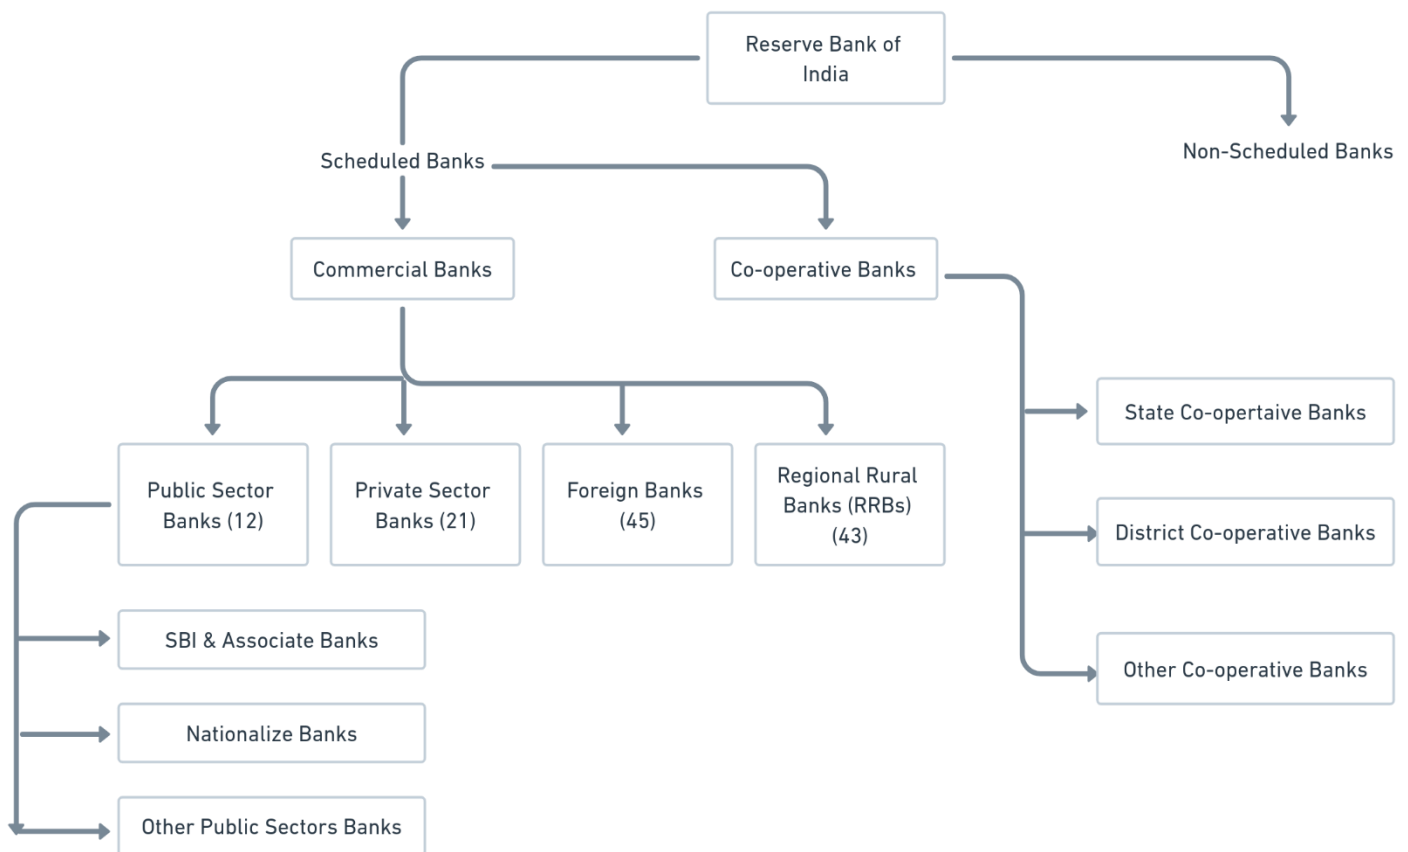 Reserve Bank of
India
Scheduled Banks
Non-Scheduled Banks
Commercial Banks
Co-operative Banks
Public Sector
Banks (12)
Private Sector
Banks (21)
Foreign Banks
(45)
Regional Rural
Banks (RRBs)
(43)
State Co-opertaive Banks
District Co-operative Banks
Other Co-operative Banks
SBI & Associate Banks
Nationalize Banks
Other Public Sectors Banks